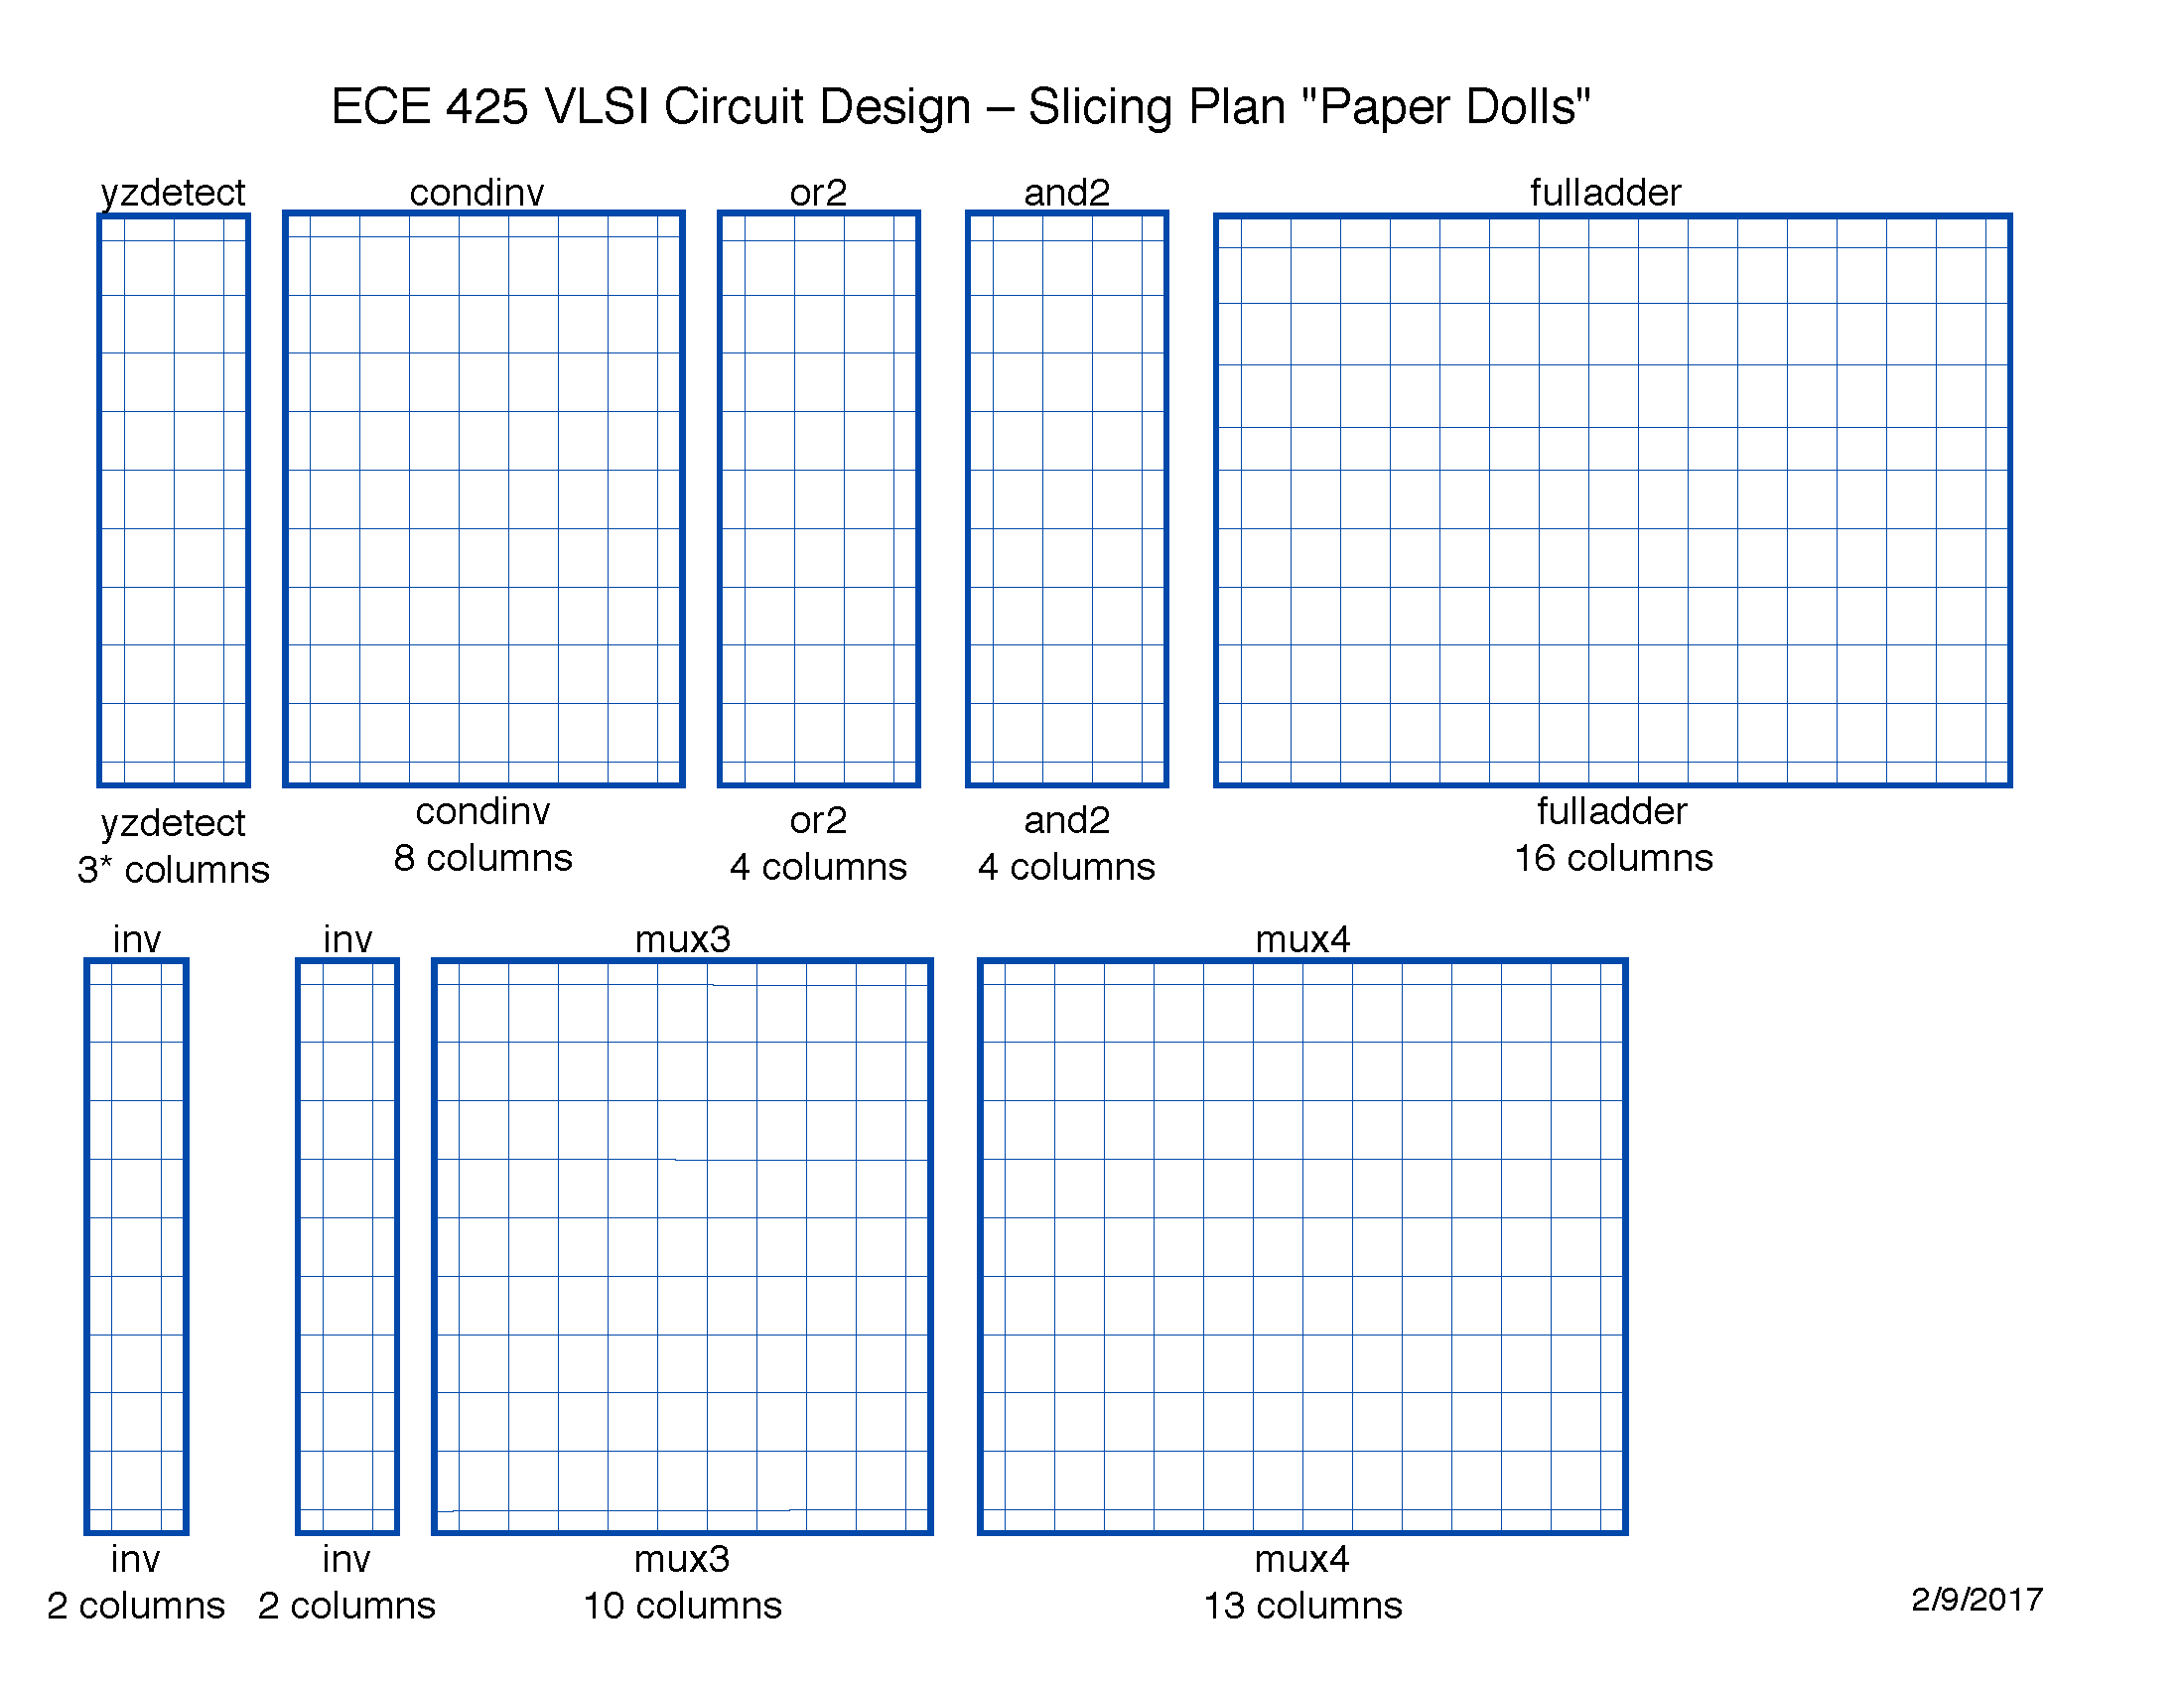 ECE 425 VLSI Circuit Design – Slicing Plan "Paper Dolls"
yzdetect
condinv
or2
and2
fulladder
yzdetect
3* columns
condinv
8 columns
or2
4 columns
and2
4 columns
fulladder
16 columns
inv
inv
mux3
mux4
inv
2 columns
inv
2 columns
mux3
10 columns
mux4
13 columns
2/9/2017